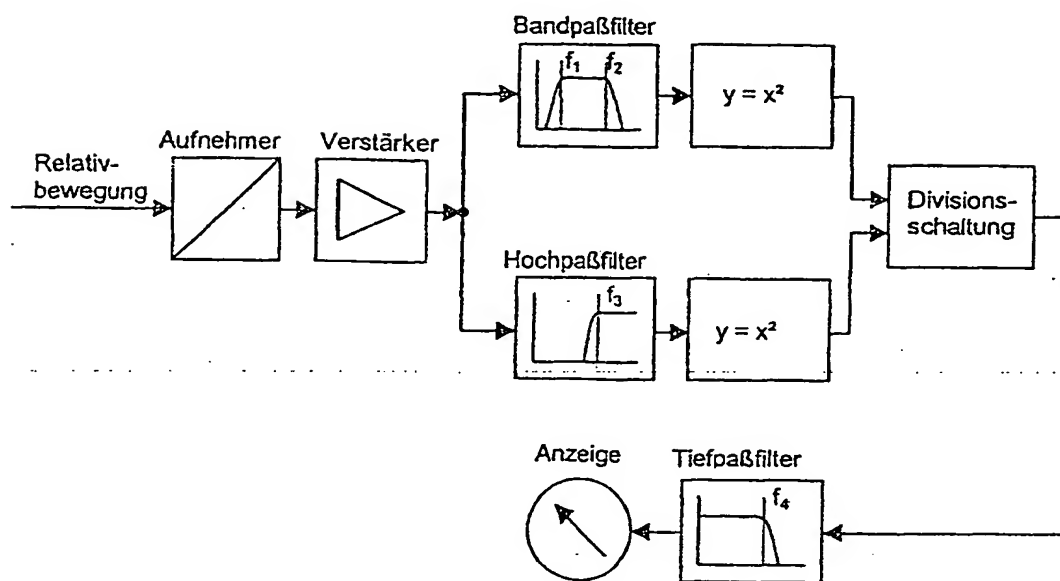 Bandpaßfilter
f₁ f₂
y = x²
Aufnehmer
Verstärker
Relativ-
bewegung
Divisions-
schaltung
Hochpaßfilter
f₃
y = x²
Anzeige
Tiefpaßfilter
f₄